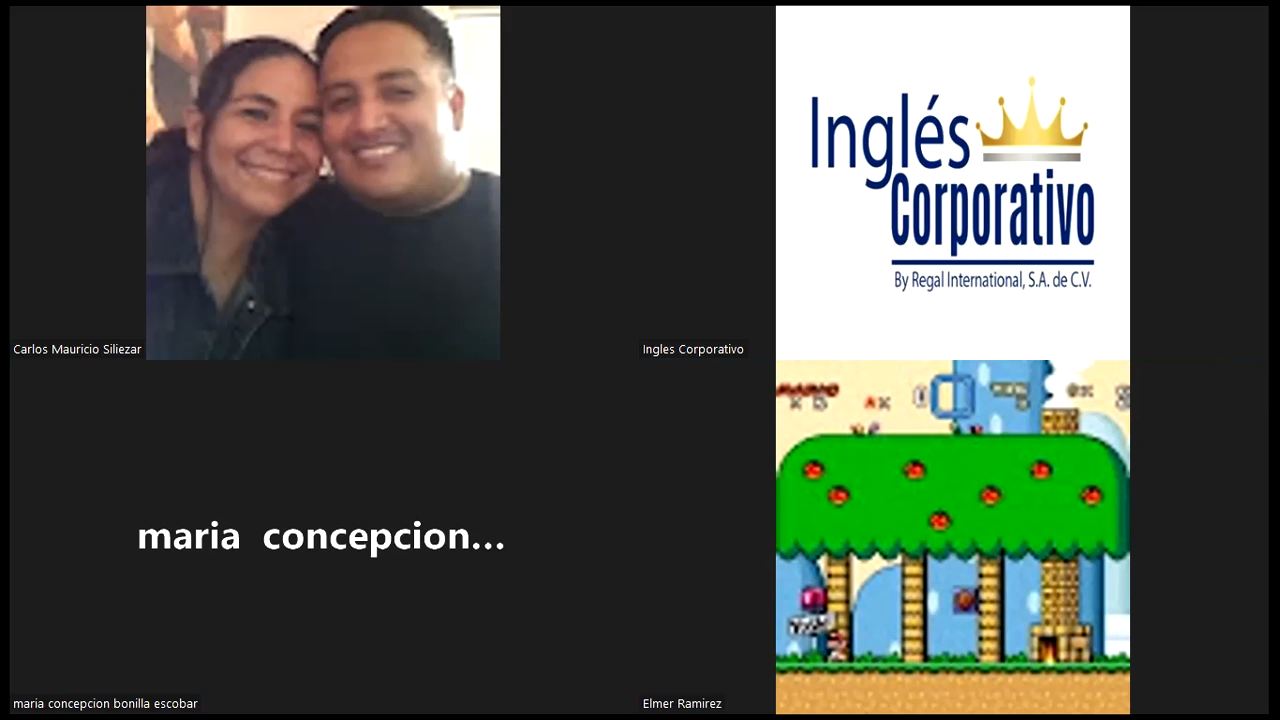 Carlos Mauricio Siliezar
Inglés
Corporativo
By Regal International, S.A. de C.V.
Ingles Corporativo
MARIO
maria concepcion...
maria concepcion bonilla escobar
Elmer Ramirez